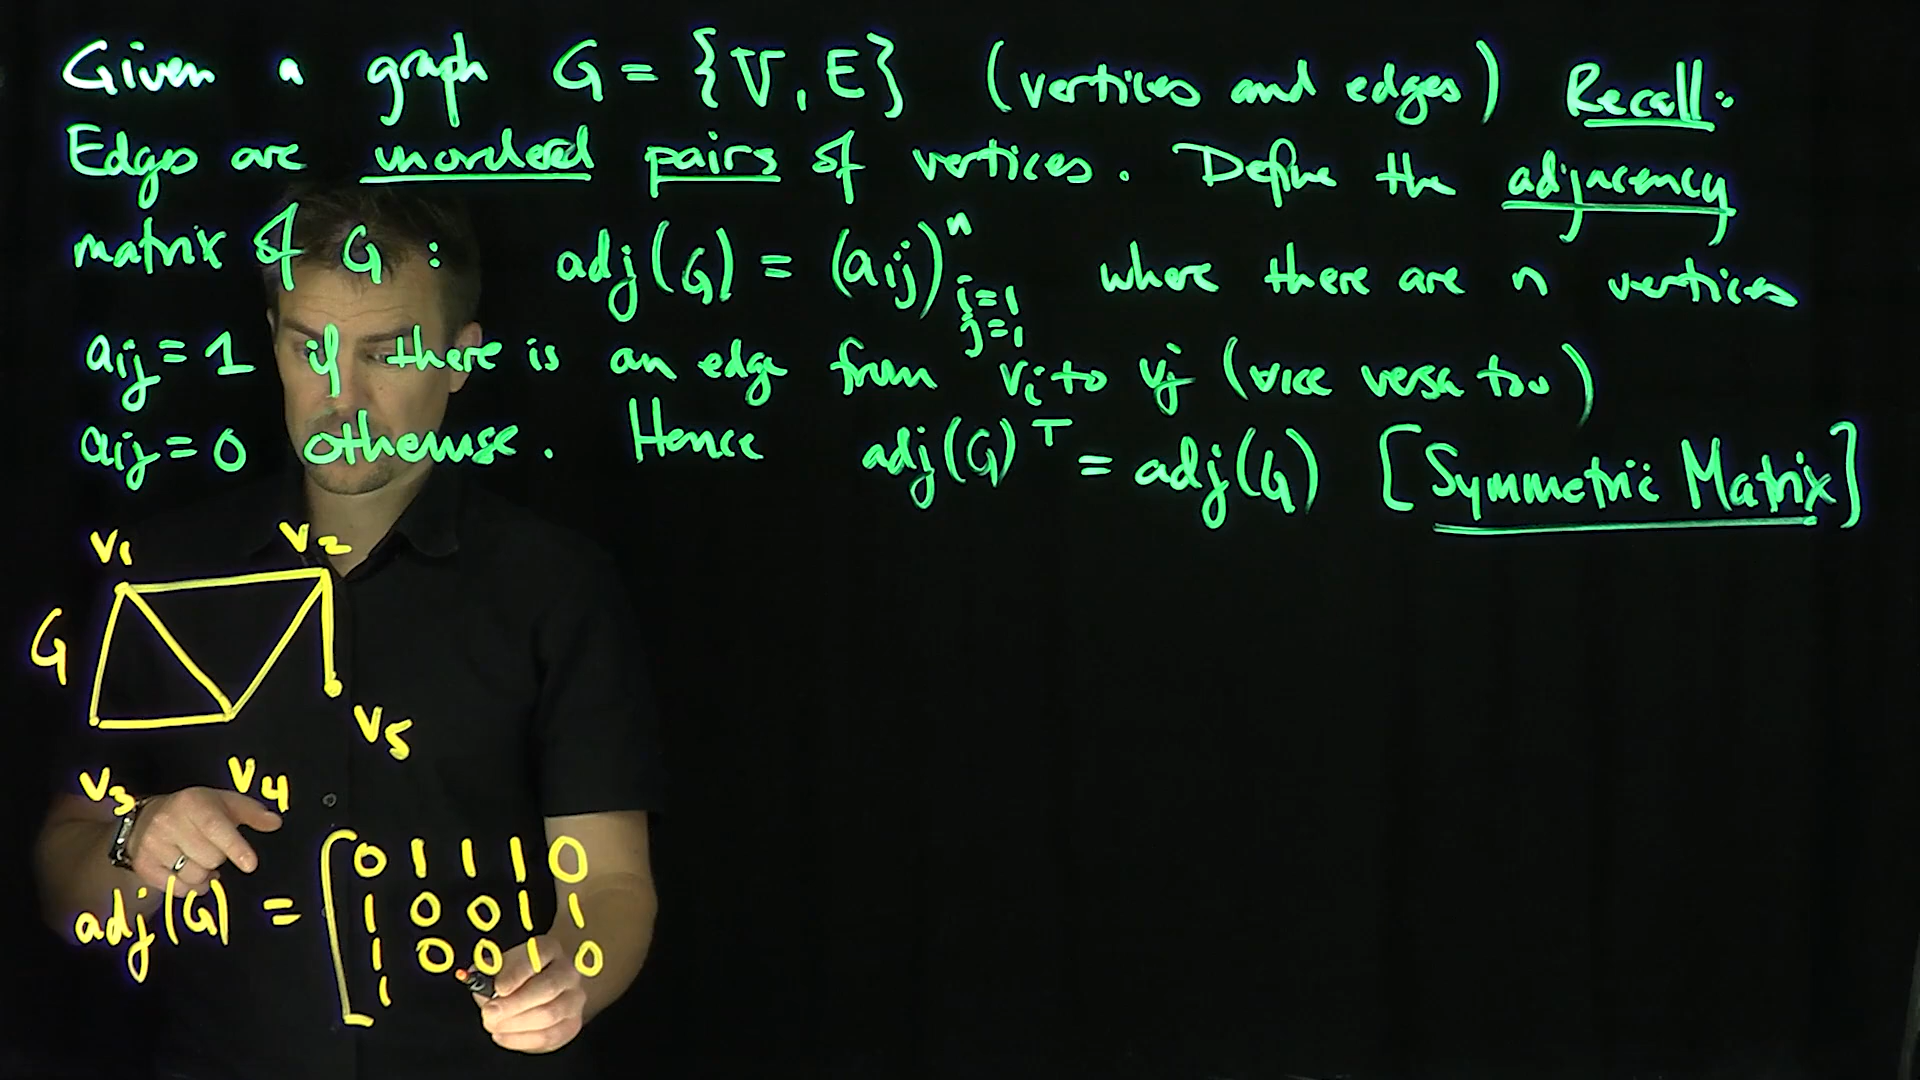 Given a graph G = {V, E} (vertices and edges) Recall:
Edges are unordered pairs of vertices. Define the adjacency
matrix of G : adj(G) = (aij)^n_{i=1 j=1} where there are n vertices
aij = 1 if there is an edge from vi to vj (vice versa too)
aij = 0 otherwise. Hence adj(G)^T = adj(G) [Symmetric Matrix]
v1 v2
G
v5
v3 v4
adj(G) = [
0 1 1 1 0
1 0 0 1 1
1 0 0 1 0
1